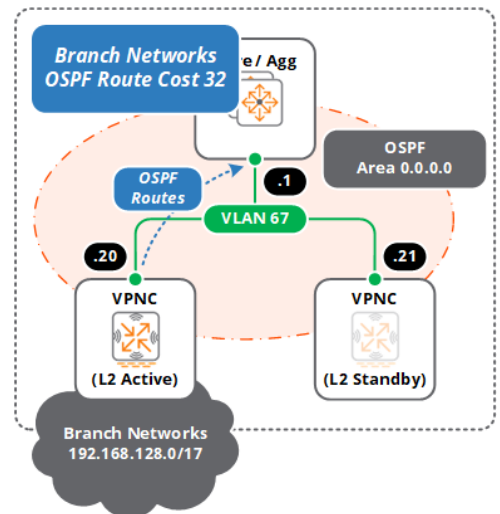 Branch Networks
OSPF Route Cost 32
e / Agg
OSPF
Area 0.0.0.0
OSPF
Routes
.1
VLAN 67
.20
.21
VPNC
(L2 Active)
VPNC
(L2 Standby)
Branch Networks
192.168.128.0/17